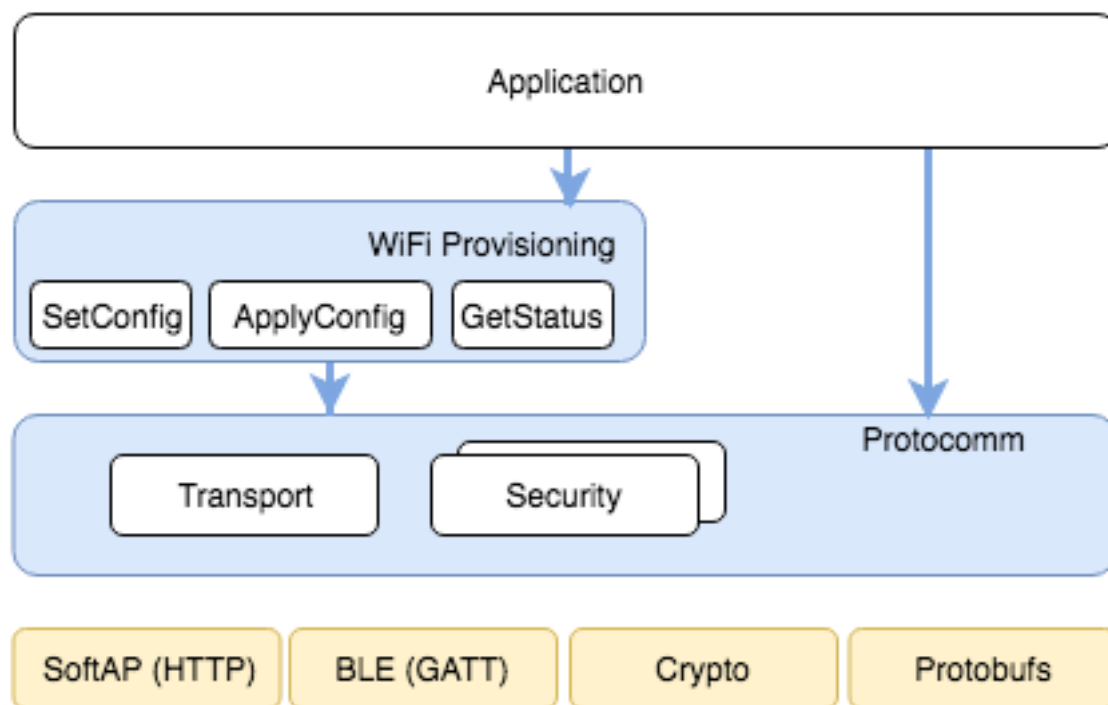 Application
WiFi Provisioning
SetConfig ApplyConfig GetStatus
Protocomm
Transport Security
SoftAP (HTTP) BLE (GATT) Crypto Protobufs